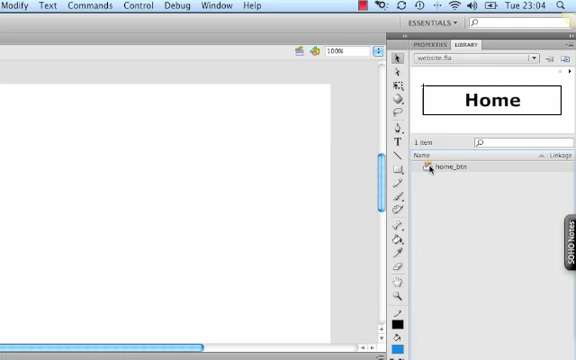 Modify Text Commands Control Debug Window Help Tue 23:04
ESSENTIALS
100%
PROPERTIES LIBRARY
website.fla
Home
1 item
Name Linkage
home_btn
SOHO Notes
T